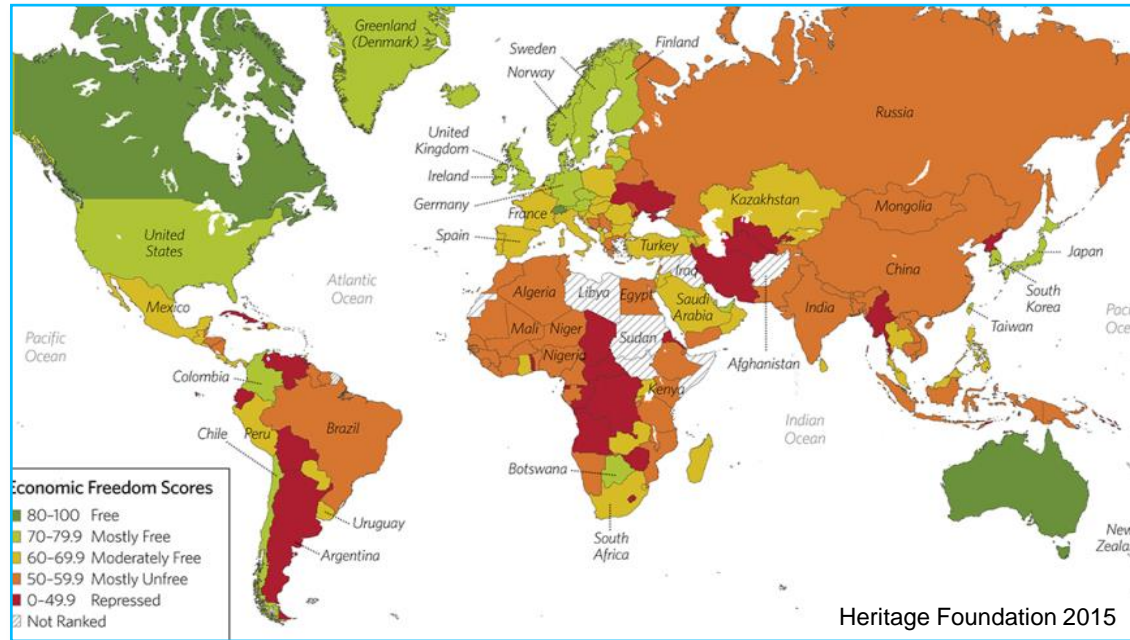 Greenland
(Denmark)
Sweden
Norway
Finland
Russia
United
Kingdom
Ireland
Germany
France
Spain
Kazakhstan
Mongolia
Turkey
United
States
Atlantic
Ocean
Mexico
Pacific
Ocean
Iraq
China
Japan
South
Korea
Taiwan
Algeria
Libya
Egypt
Saudi
Arabia
India
Mali
Niger
Sudan
Nigeria
Afghanistan
Colombia
Kenya
Indian
Ocean
Peru
Brazil
Chile
Botswana
Uruguay
Argentina
South
Africa
Paci
Ocea
New
Zeala
Economic Freedom Scores
80–100 Free
70–79.9 Mostly Free
60–69.9 Moderately Free
50–59.9 Mostly Unfree
0–49.9 Repressed
Not Ranked
Heritage Foundation 2015